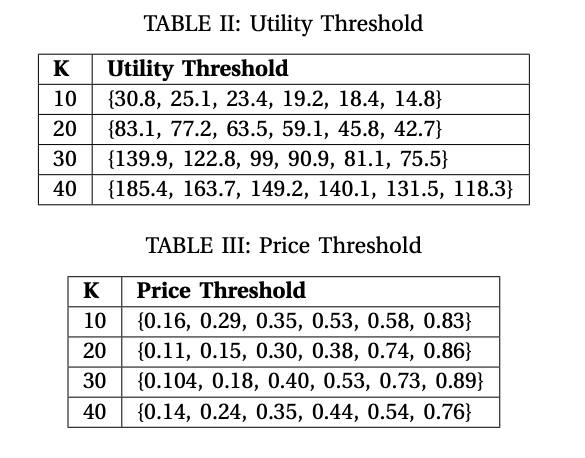 TABLE II: Utility Threshold
K Utility Threshold
10 {30.8, 25.1, 23.4, 19.2, 18.4, 14.8}
20 {83.1, 77.2, 63.5, 59.1, 45.8, 42.7}
30 {139.9, 122.8, 99, 90.9, 81.1, 75.5}
40 {185.4, 163.7, 149.2, 140.1, 131.5, 118.3}
TABLE III: Price Threshold
K Price Threshold
10 {0.16, 0.29, 0.35, 0.53, 0.58, 0.83}
20 {0.11, 0.15, 0.30, 0.38, 0.74, 0.86}
30 {0.104, 0.18, 0.40, 0.53, 0.73, 0.89}
40 {0.14, 0.24, 0.35, 0.44, 0.54, 0.76}